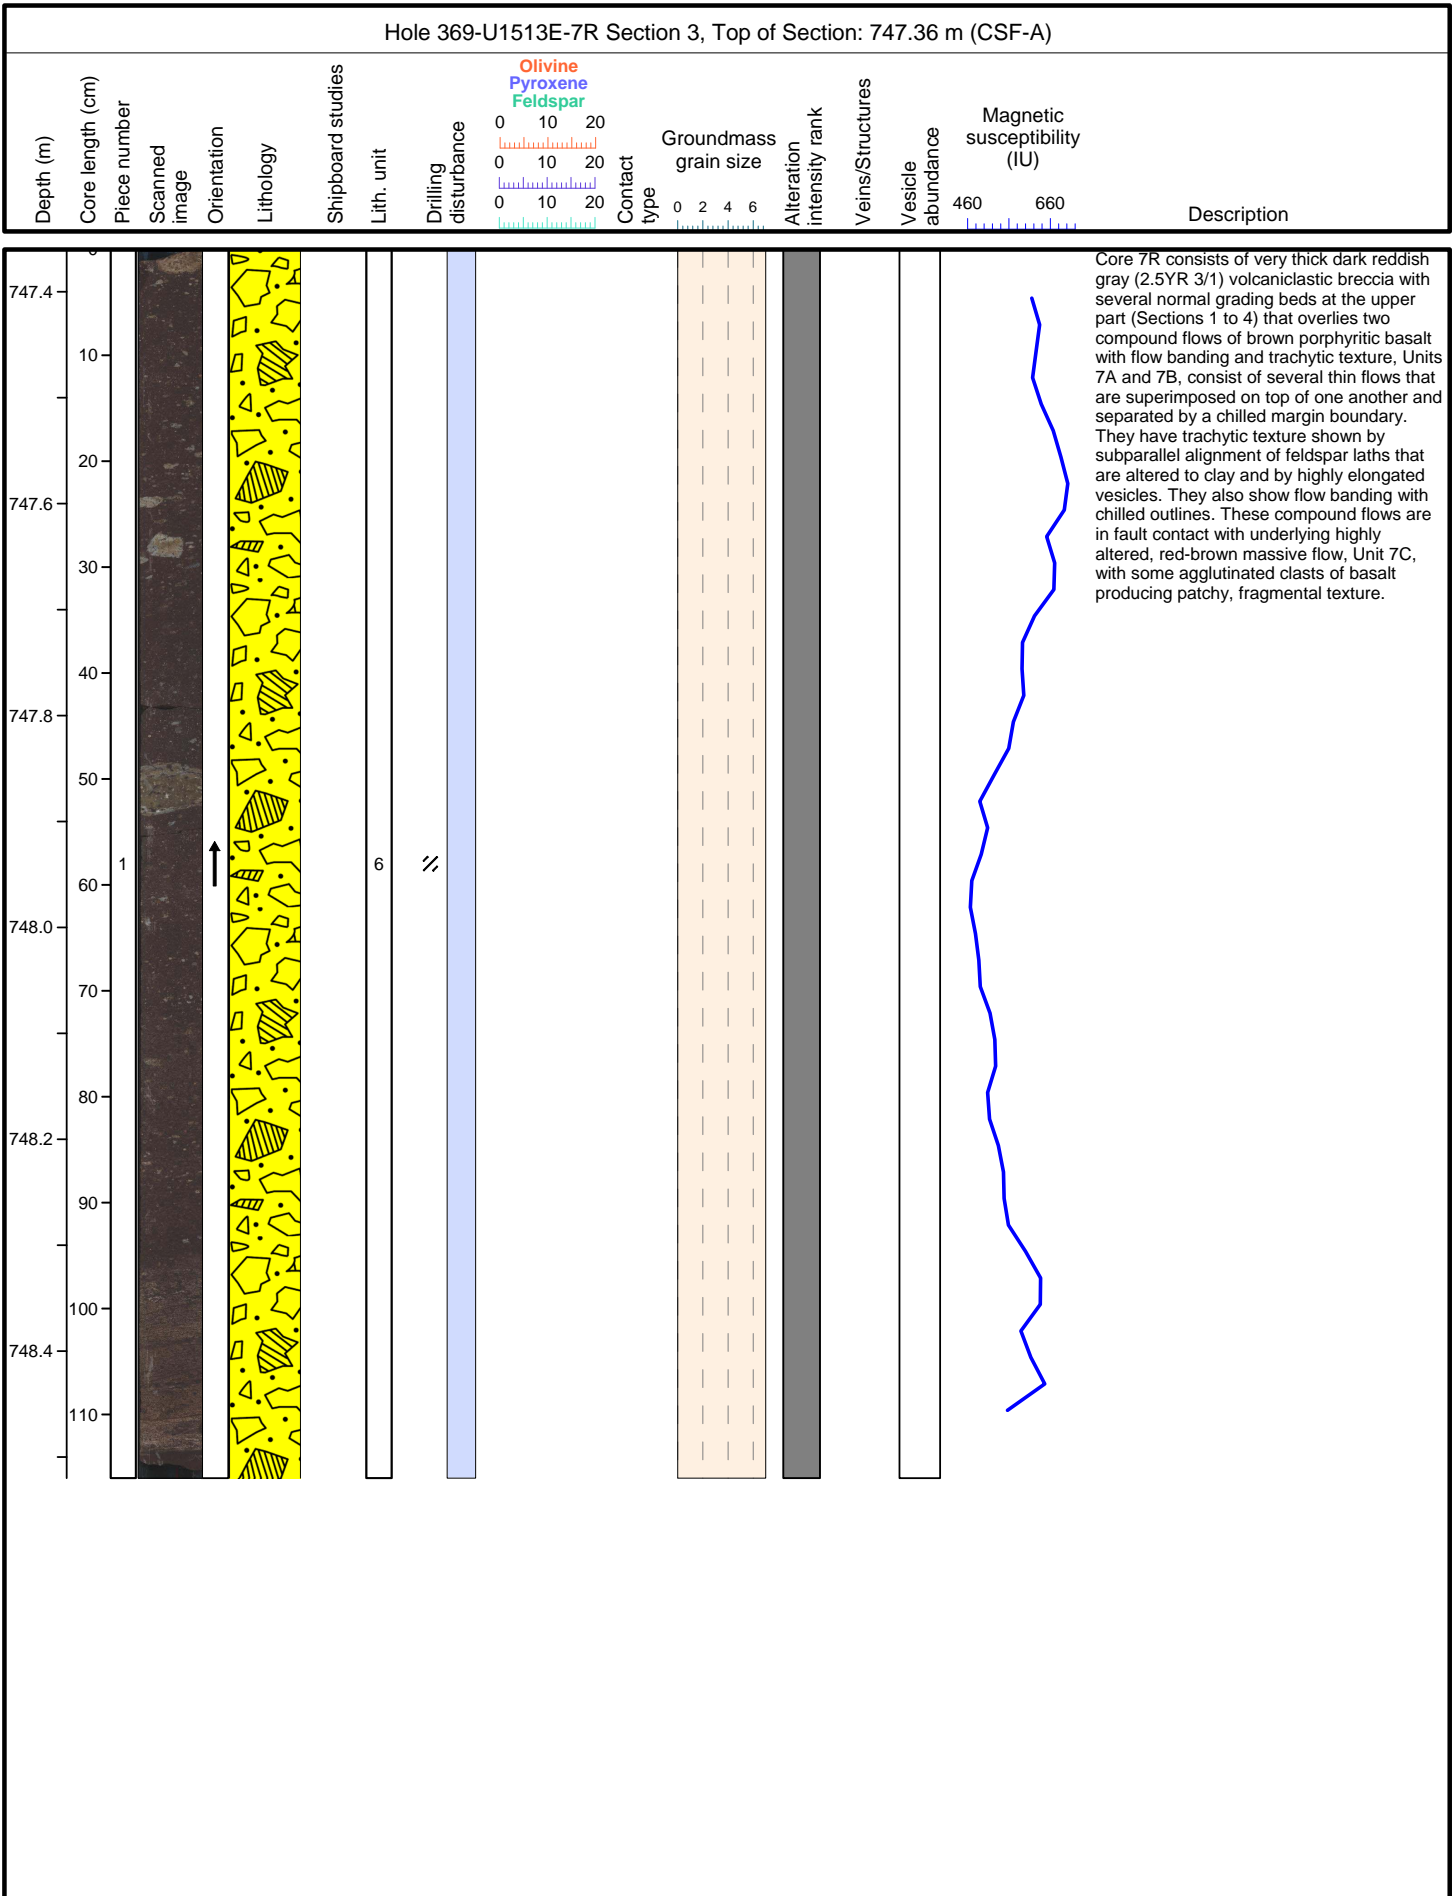 Hole 369-U1513E-7R Section 3, Top of Section: 747.36 m (CSF-A)
Depth (m)
Core length (cm)
Piece number
Scanned
image
Orientation
Lithology
Shipboard studies
Lith. unit
Drilling
disturbance
Olivine
Pyroxene
Feldspar
0 10 20
0 10 20
0 10 20
Contact
type
Groundmass
grain size
0 2 4 6
Alteration
intensity rank
Veins/Structures
Vesicle
abundance
Magnetic
susceptibility
(IU)
460 660
Description
0
747.4
10
20
747.6
30
40
747.8
50
60
748.0
70
80
748.2
90
100
748.4
110
1
6
Core 7R consists of very thick dark reddish
gray (2.5YR 3/1) volcaniclastic breccia with
several normal grading beds at the upper
part (Sections 1 to 4) that overlies two
compound flows of brown porphyritic basalt
with flow banding and trachytic texture, Units
7A and 7B, consist of several thin flows that
are superimposed on top of one another and
separated by a chilled margin boundary.
They have trachytic texture shown by
subparallel alignment of feldspar laths that
are altered to clay and by highly elongated
vesicles. They also show flow banding with
chilled outlines. These compound flows are
in fault contact with underlying highly
altered, red-brown massive flow, Unit 7C,
with some agglutinated clasts of basalt
producing patchy, fragmental texture.